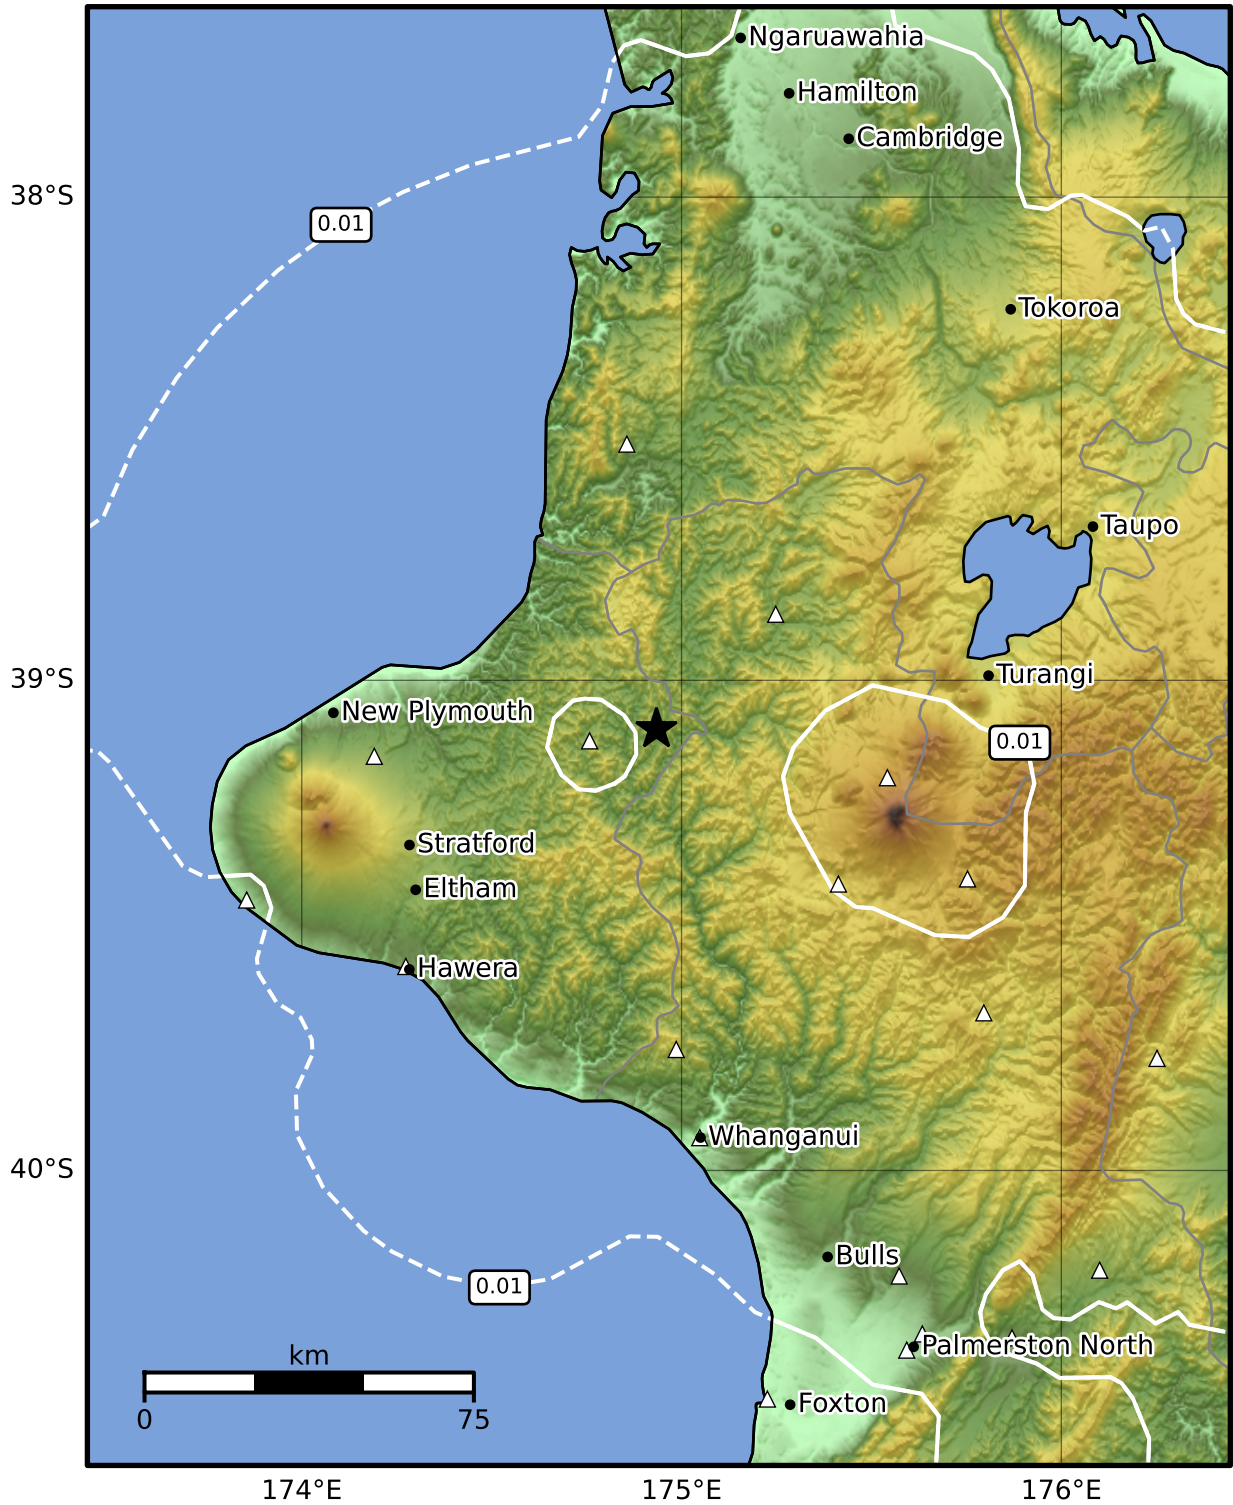 Ngaruawahia
Hamilton
Cambridge
38°S
0.01
Tokoroa
Taupo
39°S
Turangi
New Plymouth
0.01
Stratford
Eltham
Hawera
Whanganui
40°S
Bulls
0.01
Palmerston North
km
Foxton
0 75
174°E 175°E 176°E